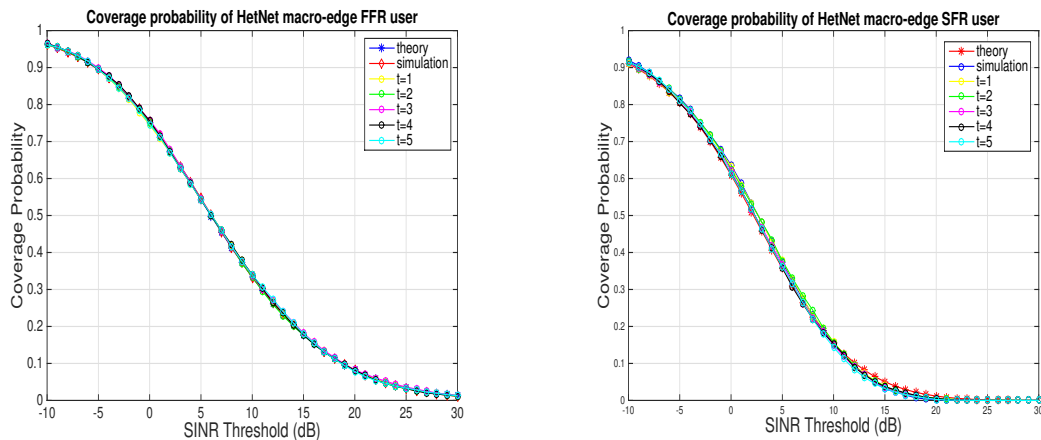 Coverage probability of HetNet macro-edge FFR user
1
0.9
0.8
0.7
0.6
0.5
0.4
0.3
0.2
0.1
0
Coverage Probability
-10 -5 0 5 10 15 20 25 30
SINR Threshold (dB)
theory
simulation
t=1
t=2
t=3
t=4
t=5
Coverage probability of HetNet macro-edge SFR user
1
0.9
0.8
0.7
0.6
0.5
0.4
0.3
0.2
0.1
0
Coverage Probability
-10 -5 0 5 10 15 20 25 30
SINR Threshold (dB)
theory
simulation
t=1
t=2
t=3
t=4
t=5